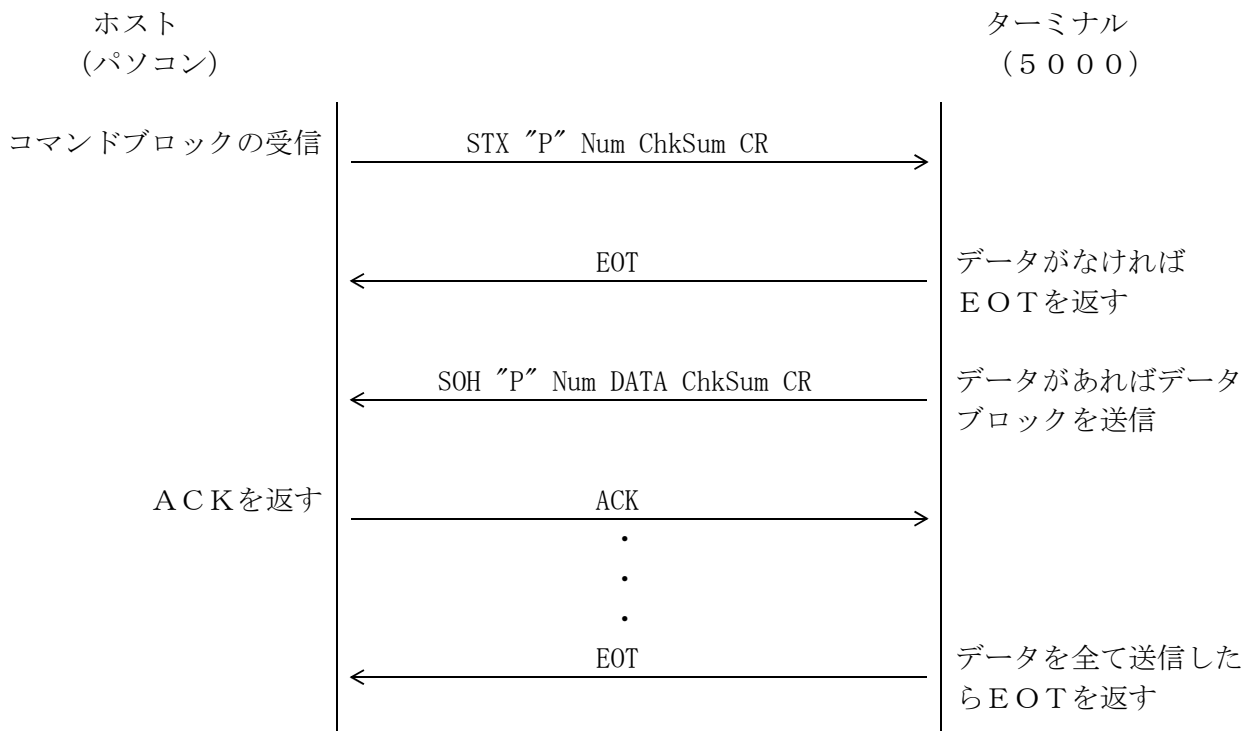 ホスト
(パソコン)
ターミナル
(５０００)
コマンドブロックの受信
STX ″P″ Num ChkSum CR
EOT
データがなければ
ＥＯＴを返す
SOH ″P″ Num DATA ChkSum CR
データがあればデータ
ブロックを送信
ＡＣＫを返す
ACK
・
・
・
EOT
データを全て送信した
らＥＯＴを返す